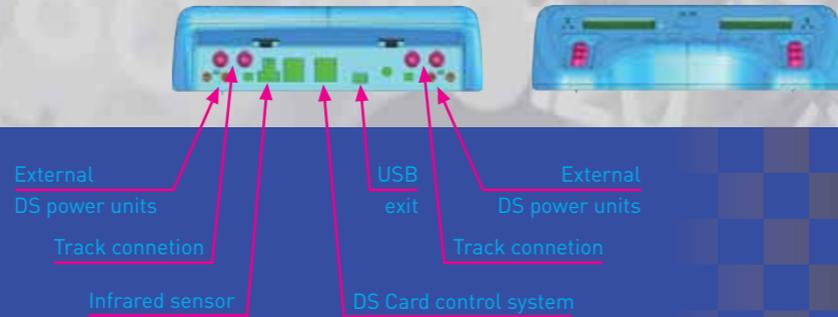 External
DS power units
USB
exit
External
DS power units
Track connetion
Track connetion
Infrared sensor
DS Card control system